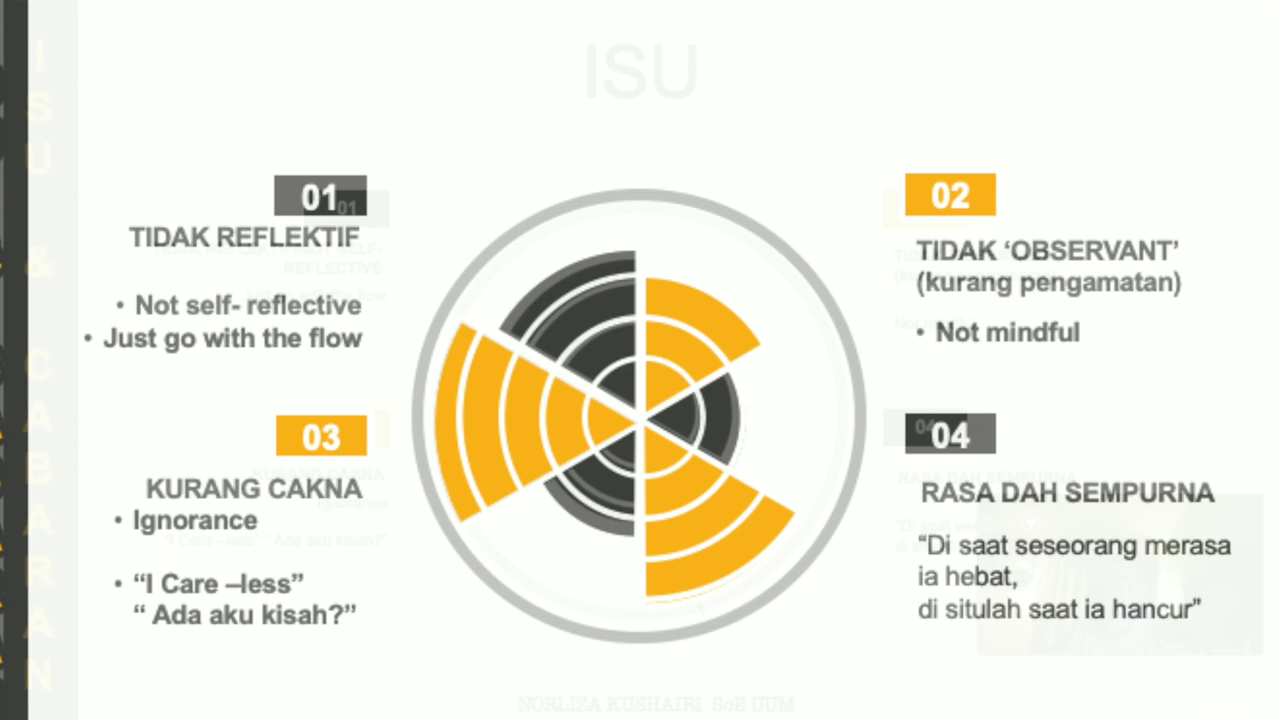 ISU
01
TIDAK REFLEKTIF
• Not self- reflective
• Just go with the flow
02
TIDAK ‘OBSERVANT’
(kurang pengamatan)
• Not mindful
03
KURANG CAKNA
• Ignorance
• “I Care –less”
“ Ada aku kisah?”
04
RASA DAH SEMPURNA
“Di saat seseorang merasa
ia hebat,
di situlah saat ia hancur”
ISU & CABARAN
NORLIZA KUSHAIRI SoE UUM